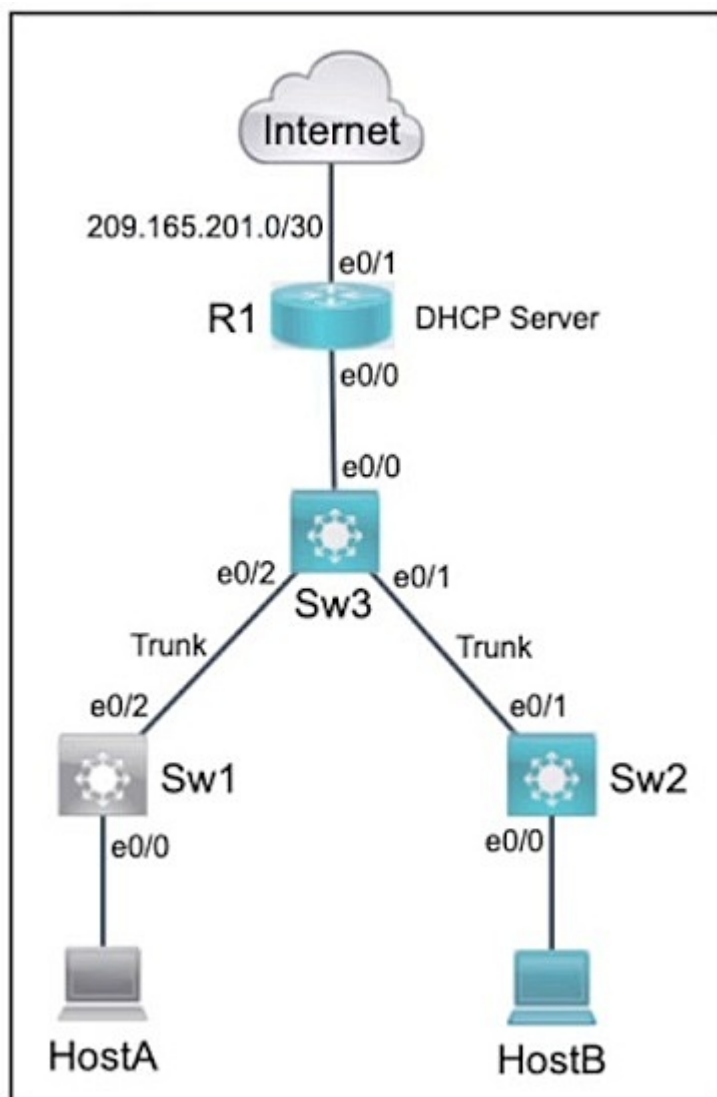 Internet
209.165.201.0/30
e0/1
R1
DHCP Server
e0/0
e0/0
e0/2
e0/1
Sw3
Trunk
Trunk
e0/2
e0/1
Sw1
Sw2
e0/0
e0/0
HostA
HostB